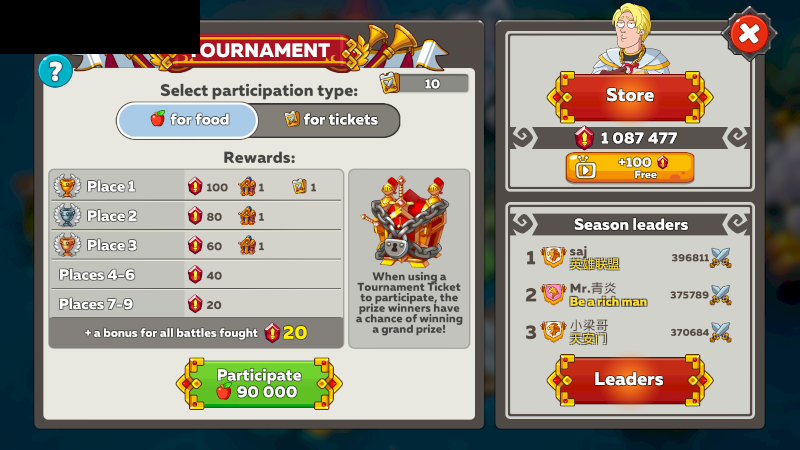 TOURNAMENT
?
Select participation type:
10
for food
for tickets
Rewards:
Place 1
100
1
1
Place 2
80
1
Place 3
60
1
Places 4-6
40
Places 7-9
20
+ a bonus for all battles fought 20
When using a
Tournament Ticket
to participate, the
prize winners have
a chance of winning
a grand prize!
Participate
90 000
Store
1 087 477
+100
Free
Season leaders
1 saj 396811
英雄联盟
2 Mr.青炎 375789
Be a rich man
3 小梁哥 370684
天安门
Leaders